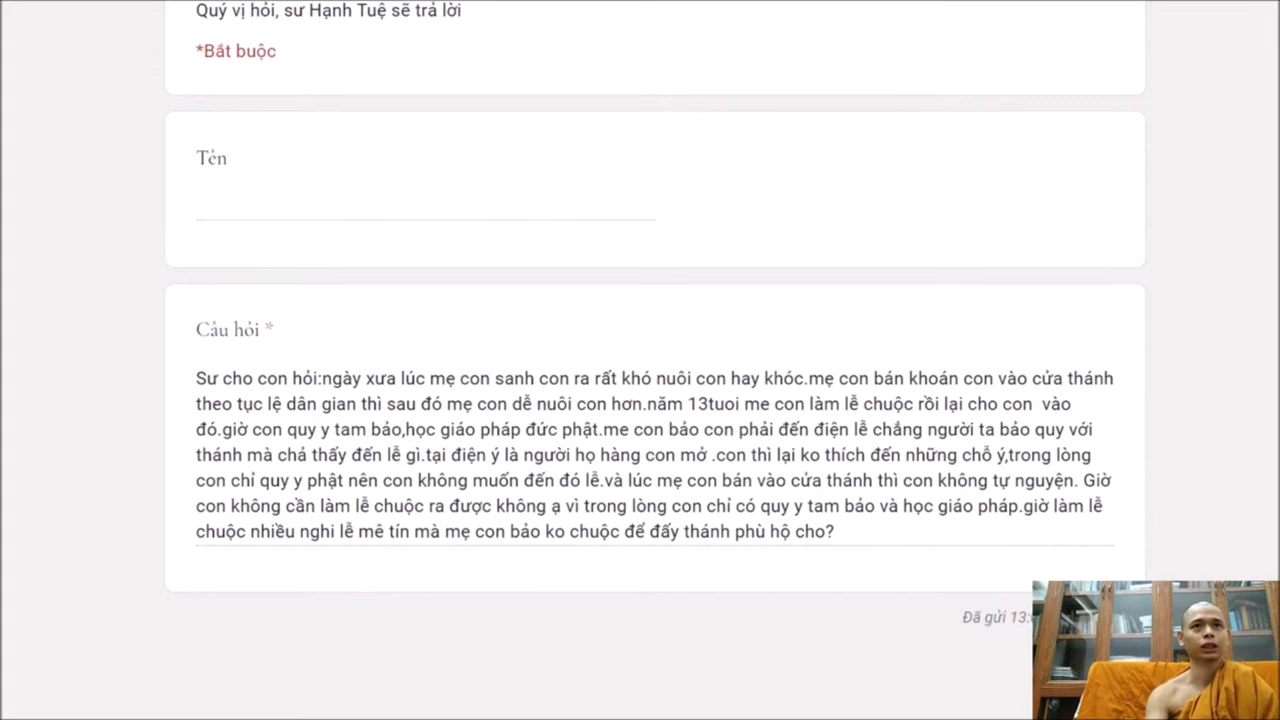 Quý vị hỏi, sư Hạnh Tuệ sẽ trả lời
*Bắt buộc
Tên
Câu hỏi *
Sư cho con hỏi:ngày xưa lúc mẹ con sanh con ra rất khó nuôi con hay khóc.mẹ con bán khoán con vào cửa thánh
theo tục lệ dân gian thì sau đó mẹ con dễ nuôi con hơn.năm 13tuoi me con làm lễ chuộc rồi lại cho con vào
đó.giờ con quy y tam bảo,học giáo pháp đức phật.me con bảo con phải đến điện lễ chẳng người ta bảo quy với
thánh mà chả thấy đến lễ gì.tại điện ý là người họ hàng con mở .con thì lại ko thích đến những chỗ ý,trong lòng
con chỉ quy y phật nên con không muốn đến đó lễ.và lúc mẹ con bán vào cửa thánh thì con không tự nguyện. Giờ
con không cần làm lễ chuộc ra được không ạ vì trong lòng con chỉ có quy y tam bảo và học giáo pháp.giờ làm lễ
chuộc nhiều nghi lễ mê tín mà mẹ con bảo ko chuộc để đấy thánh phù hộ cho?
Đã gửi 13: